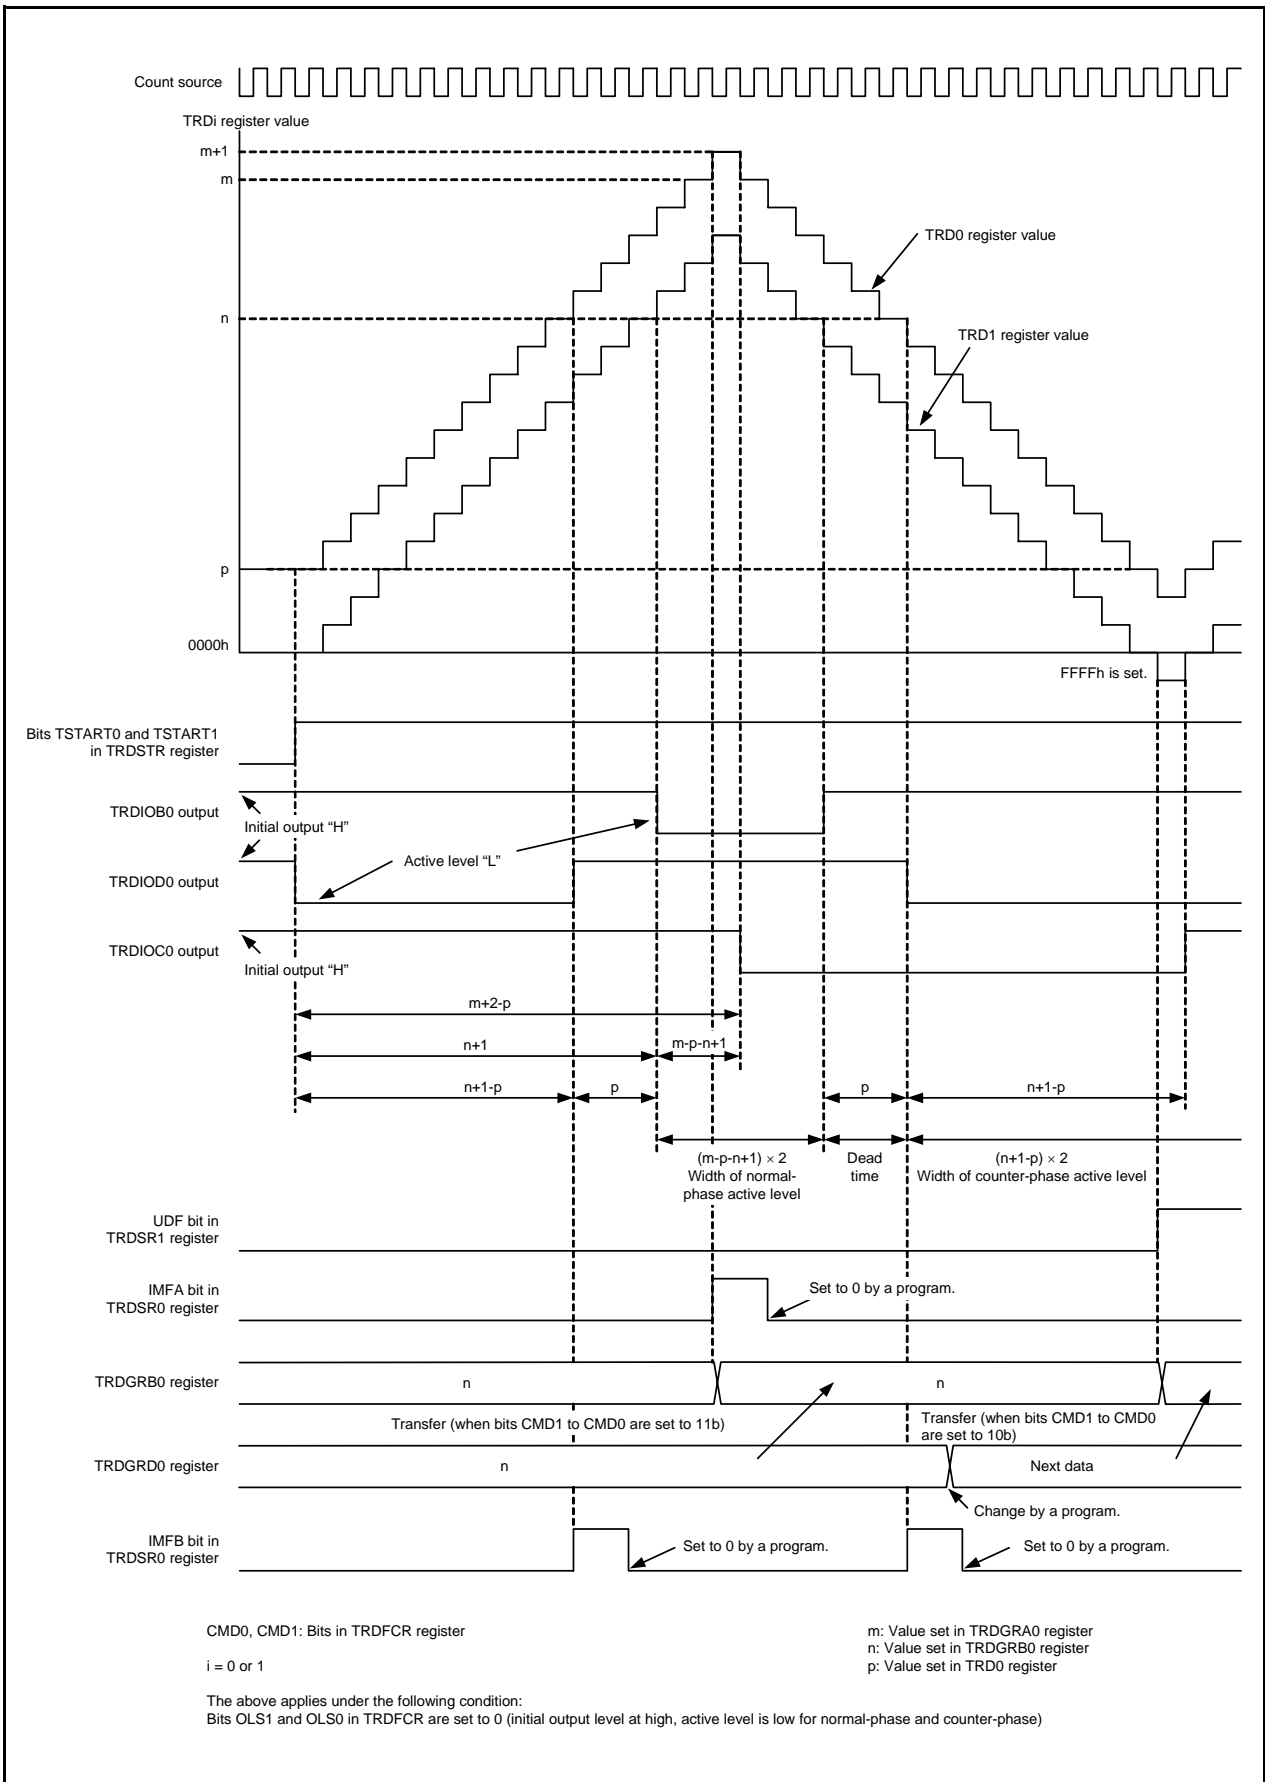 Count source
TRDi register value
m+1
m
TRD0 register value
n
TRD1 register value
p
0000h
FFFFh is set.
Bits TSTART0 and TSTART1
in TRDSTR register
TRDIOB0 output
Initial output “H”
Active level “L”
TRDIOD0 output
TRDIOC0 output
Initial output “H”
m+2-p
n+1
m-p-n+1
n+1-p
p
p
n+1-p
(m-p-n+1) × 2
Width of normal-
phase active level
Dead
time
(n+1-p) × 2
Width of counter-phase active level
UDF bit in
TRDSR1 register
IMFA bit in
TRDSR0 register
Set to 0 by a program.
TRDGRB0 register
n
n
Transfer (when bits CMD1 to CMD0 are set to 11b)
Transfer (when bits CMD1 to CMD0
are set to 10b)
TRDGRD0 register
n
Next data
Change by a program.
IMFB bit in
TRDSR0 register
Set to 0 by a program.
Set to 0 by a program.
CMD0, CMD1: Bits in TRDFCR register
i = 0 or 1
m: Value set in TRDGRA0 register
n: Value set in TRDGRB0 register
p: Value set in TRD0 register
The above applies under the following condition:
Bits OLS1 and OLS0 in TRDFCR are set to 0 (initial output level at high, active level is low for normal-phase and counter-phase)